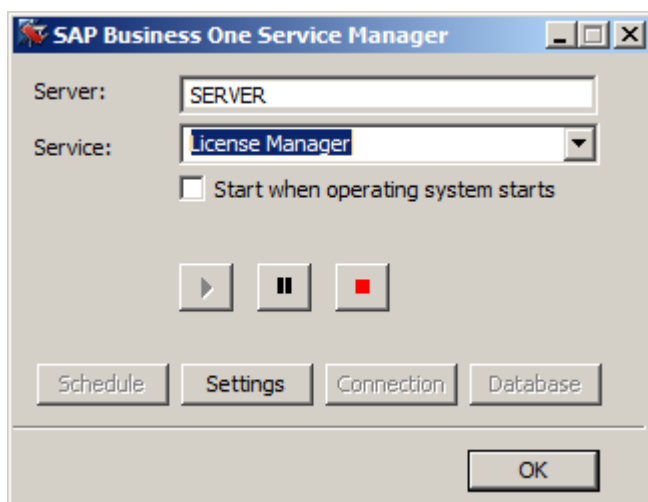 SAP Business One Service Manager
Server: SERVER
Service: License Manager
Start when operating system starts
Schedule Settings Connection Database
OK